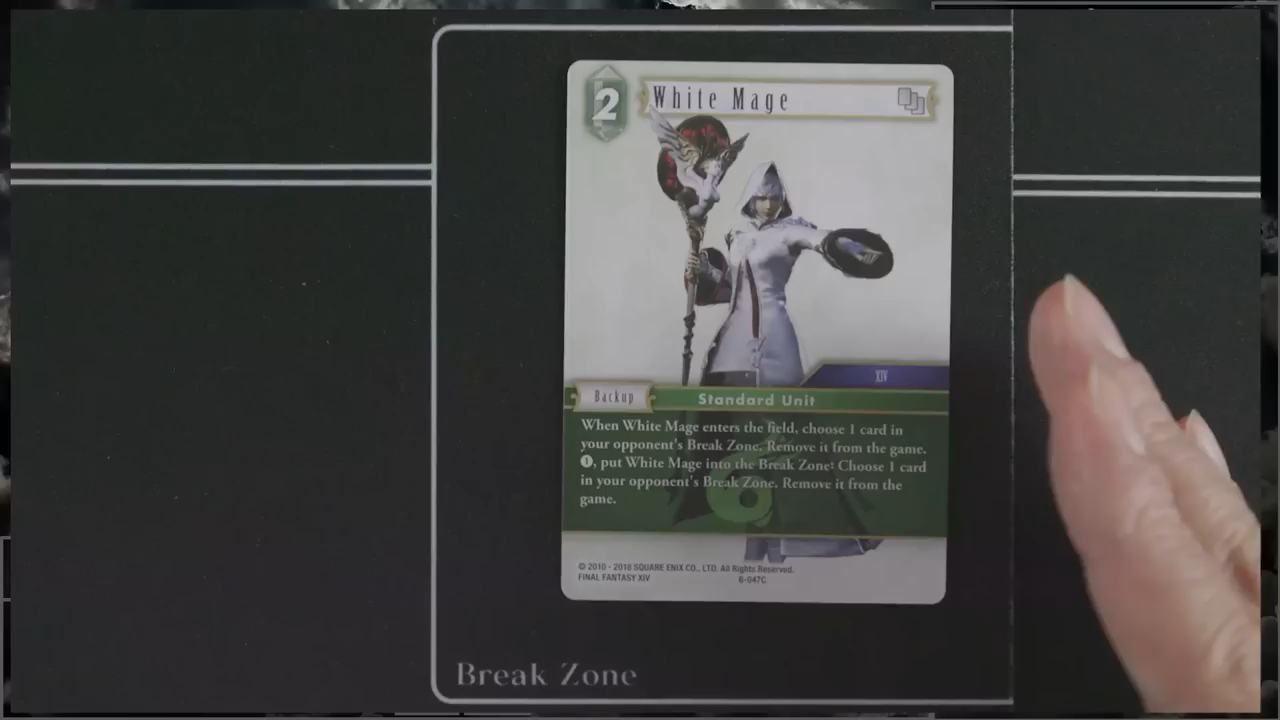 2
White Mage
XIV
Backup
Standard Unit
When White Mage enters the field, choose 1 card in
your opponent's Break Zone. Remove it from the game.
1, put White Mage into the Break Zone: Choose 1 card
in your opponent's Break Zone. Remove it from the
game.
© 2010 - 2018 SQUARE ENIX CO., LTD. All Rights Reserved.
FINAL FANTASY XIV 6-047C
Break Zone